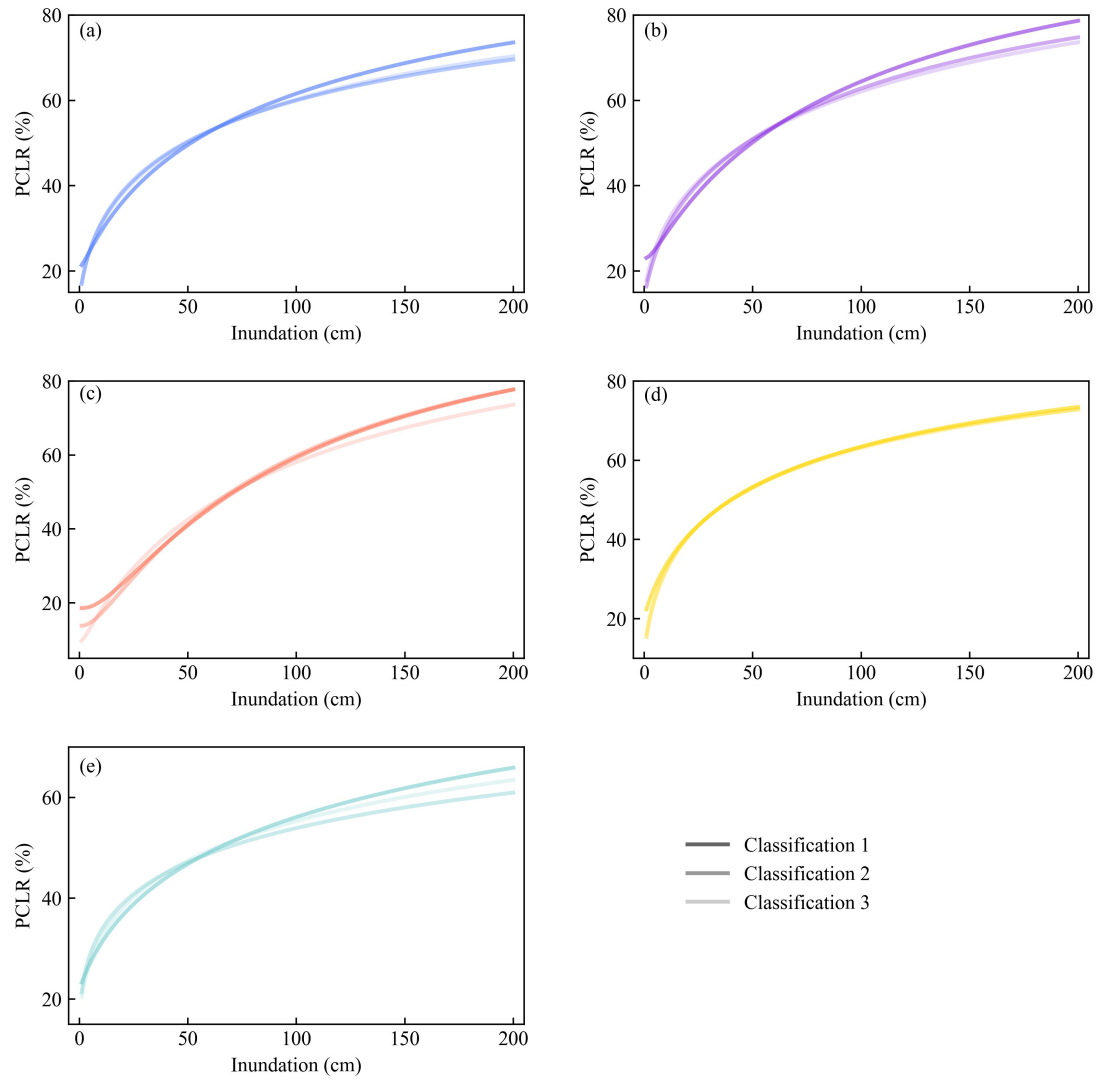 (a)
80
60
40
20
PCLR (%)
0 50 100 150 200
Inundation (cm)
(b)
80
60
40
20
PCLR (%)
0 50 100 150 200
Inundation (cm)
(c)
80
60
40
20
PCLR (%)
0 50 100 150 200
Inundation (cm)
(d)
80
60
40
20
PCLR (%)
0 50 100 150 200
Inundation (cm)
(e)
60
40
20
PCLR (%)
0 50 100 150 200
Inundation (cm)
Classification 1
Classification 2
Classification 3